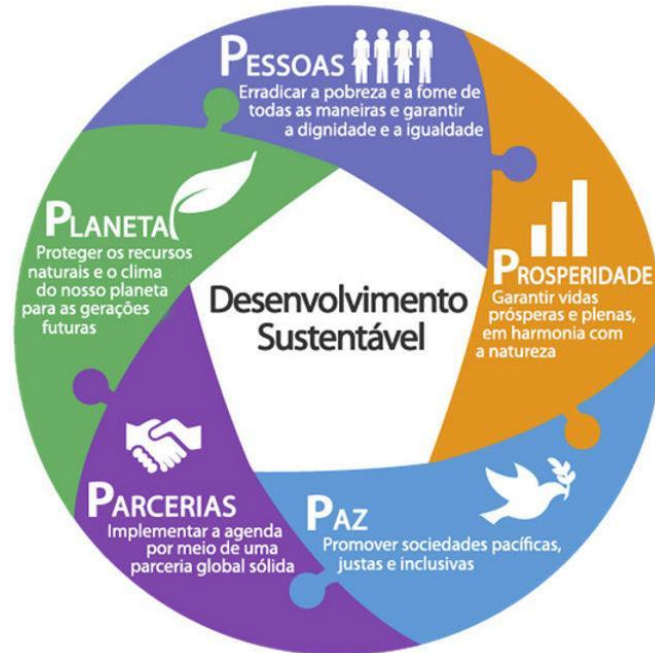 PESSOAS
Erradicar a pobreza e a fome de
todas as maneiras e garantir
a dignidade e a igualdade
PLANETA
Proteger os recursos
naturais e o clima
do nosso planeta
para as gerações
futuras
PROSPERIDADE
Garantir vidas
prósperas e plenas,
em harmonia com
a natureza
Desenvolvimento
Sustentável
PARCERIAS
Implementar a agenda
por meio de uma
parceria global sólida
PAZ
Promover sociedades pacíficas,
justas e inclusivas